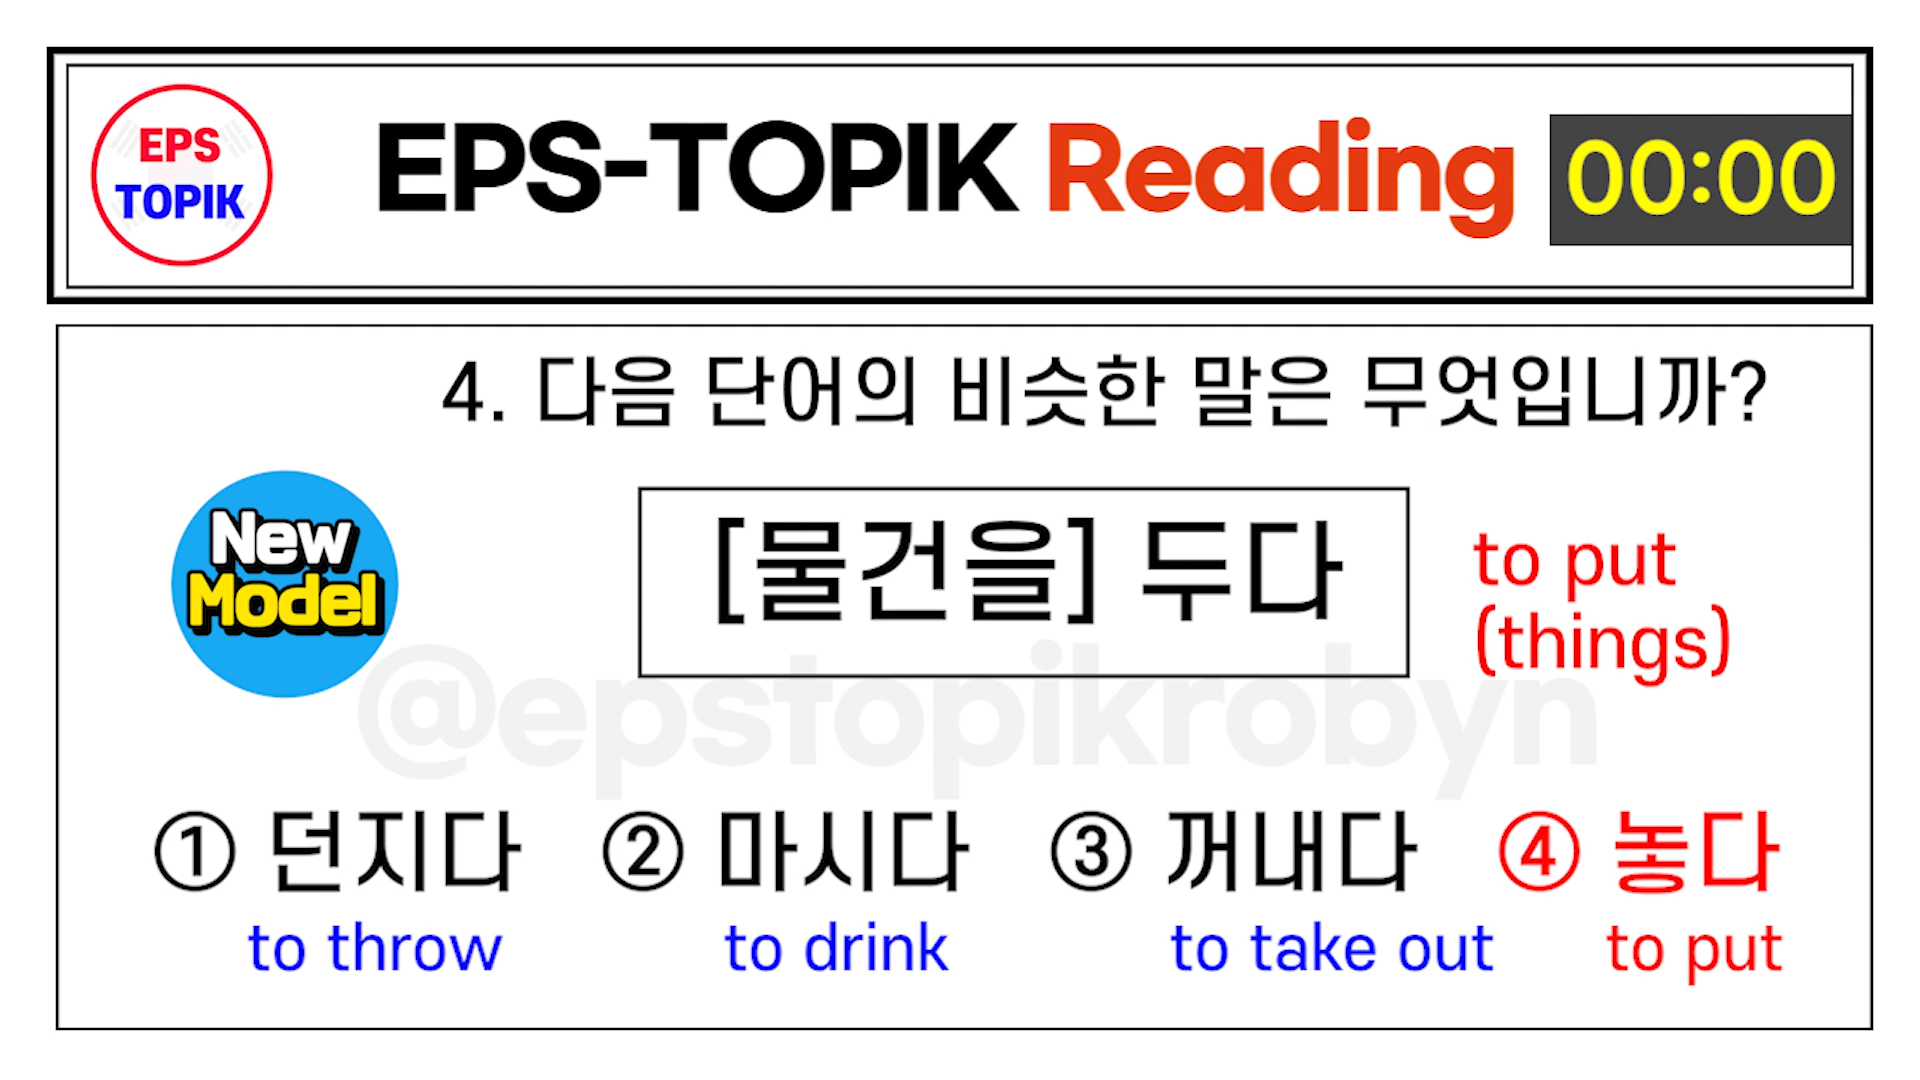 EPS
TOPIK
EPS-TOPIK Reading 00:00
4. 다음 단어의 비슷한 말은 무엇입니까?
New
Model
[물건을] 두다
to put
(things)
@epstopikrobyn
① 던지다 ② 마시다 ③ 꺼내다 ④ 놓다
to throw to drink to take out to put